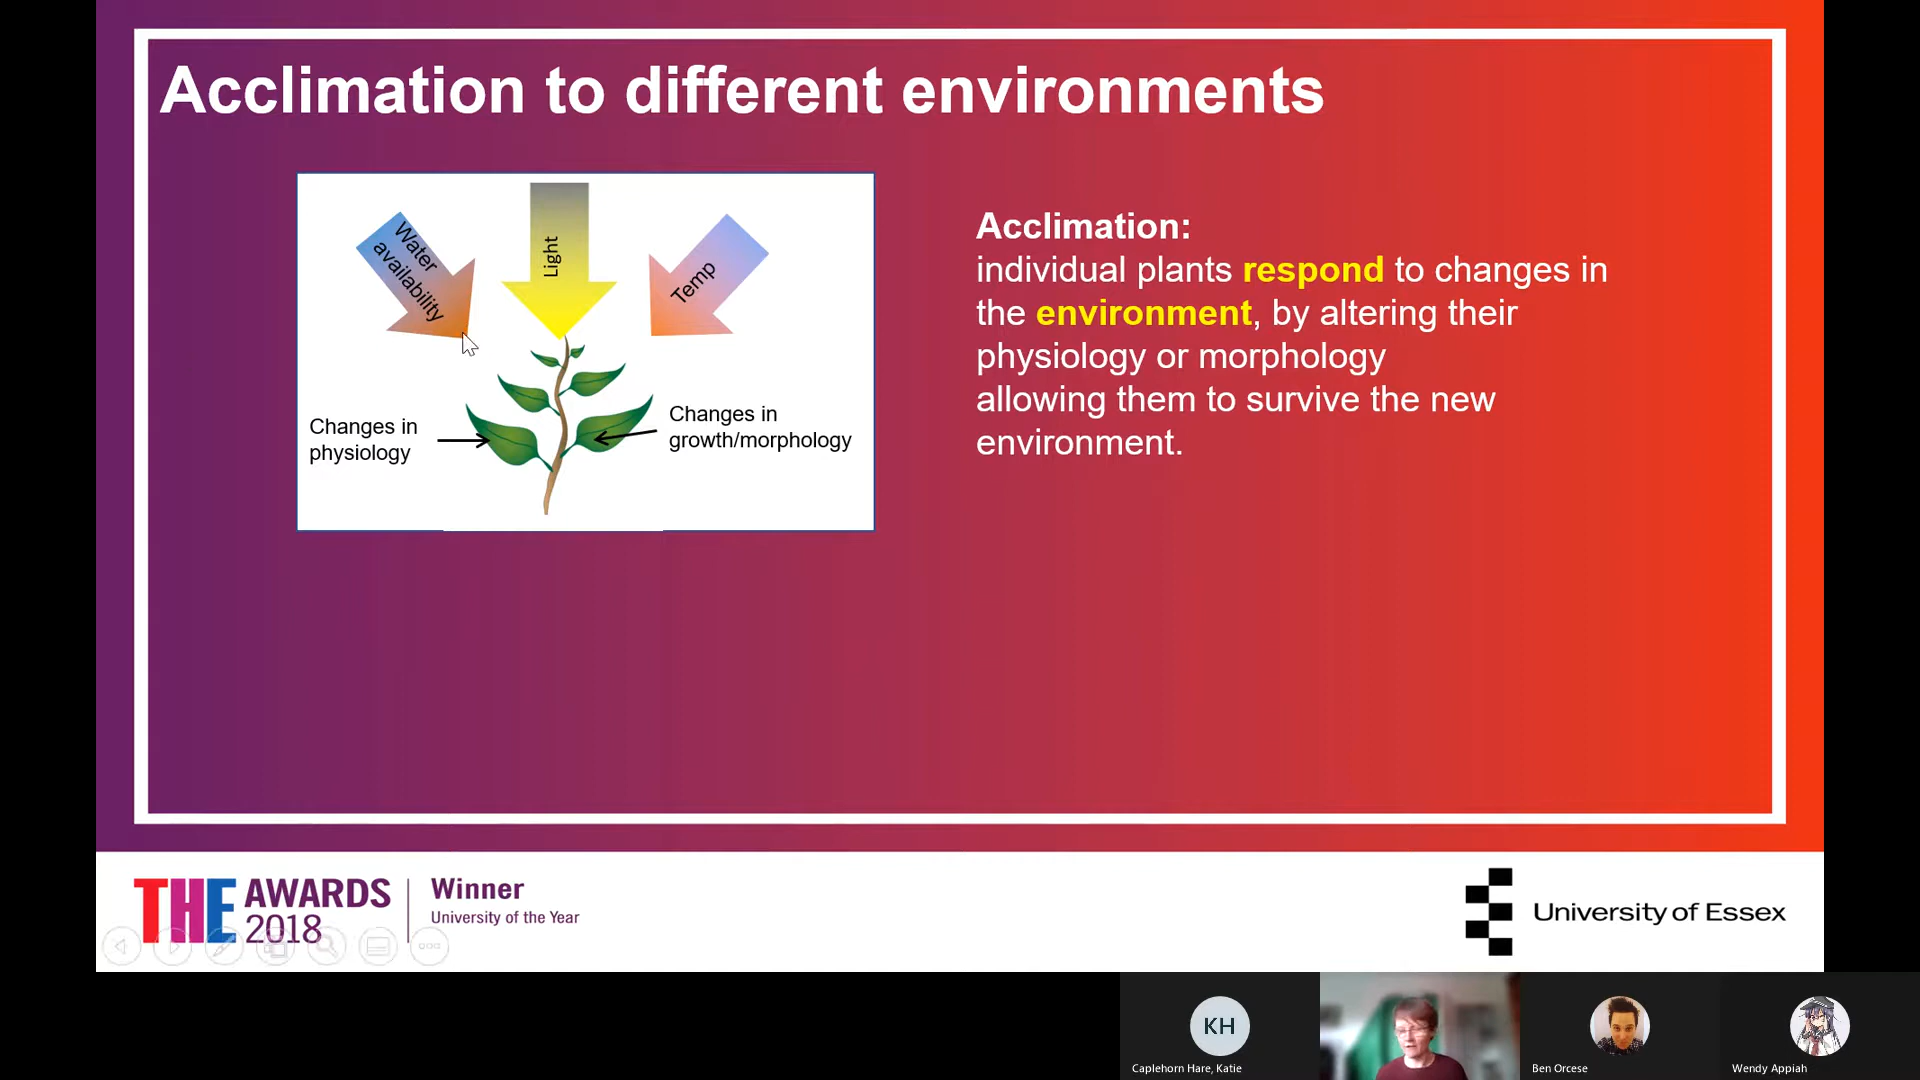 Acclimation to different environments
Water
availability
Light
Temp
Changes in
physiology
Changes in
growth/morphology
Acclimation:
individual plants respond to changes in
the environment, by altering their
physiology or morphology
allowing them to survive the new
environment.
THE AWARDS
2018
Winner
University of the Year
University of Essex
KH
Caplehorn Hare, Katie
Ben Orcese
Wendy Appiah